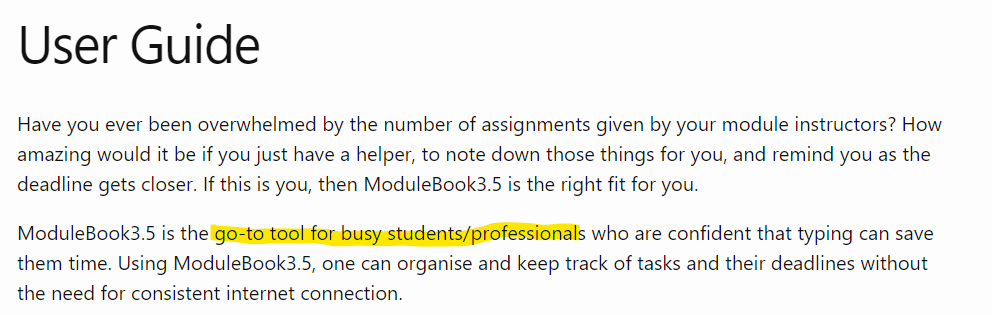 User Guide
Have you ever been overwhelmed by the number of assignments given by your module instructors? How
amazing would it be if you just have a helper, to note down those things for you, and remind you as the
deadline gets closer. If this is you, then ModuleBook3.5 is the right fit for you.
ModuleBook3.5 is the go-to tool for busy students/professionals who are confident that typing can save
them time. Using ModuleBook3.5, one can organise and keep track of tasks and their deadlines without
the need for consistent internet connection.